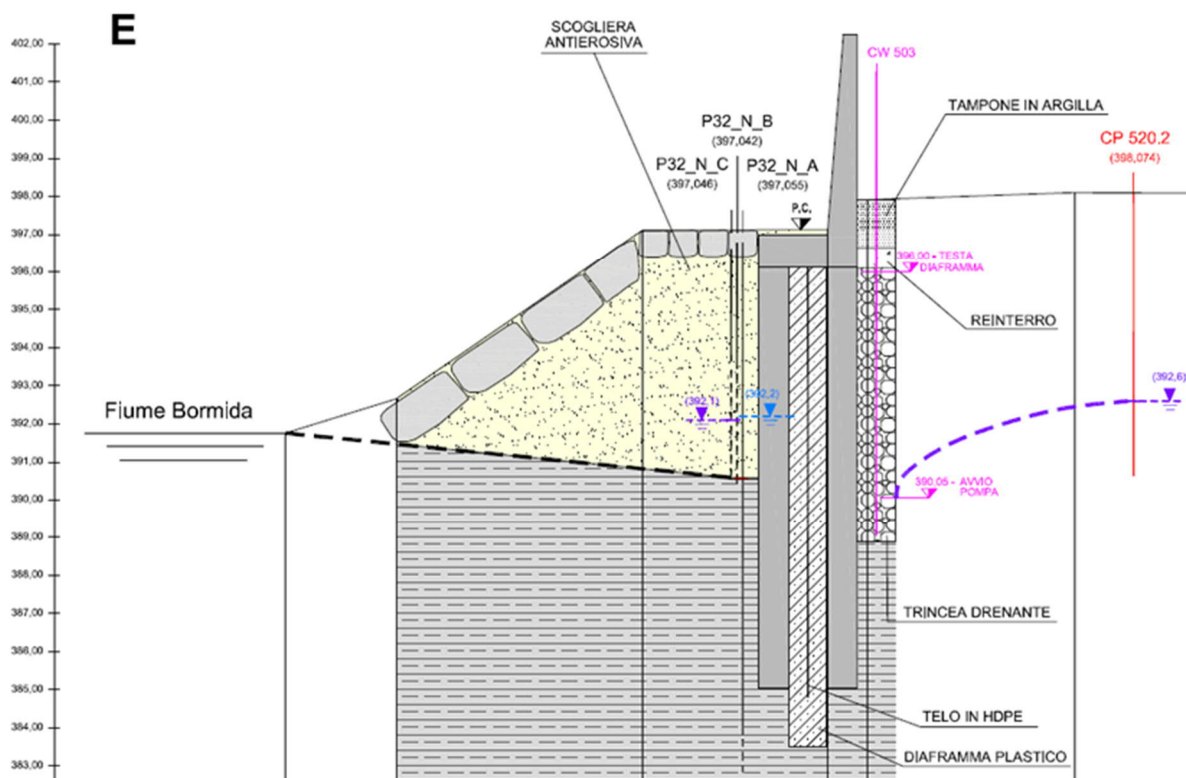 E
402,00
401,00
400,00
399,00
398,00
397,00
396,00
395,00
394,00
393,00
392,00
391,00
390,00
389,00
388,00
387,00
386,00
385,00
384,00
383,00
SCOGLIERA
ANTIEROSIVA
P32_N_B
(397,042)
P32_N_C
(397,046)
P32_N_A
(397,055)
P.C.
CW 503
TAMPONE IN ARGILLA
CP 520.2
(398,074)
396.00 - TESTA
DIAFRAMMA
REINTERRO
Fiume Bormida
(392,1)
(392,2)
(392,6)
390.05 - AVVIO
POMPA
TRINCEA DRENANTE
TELO IN HDPE
DIAFRAMMA PLASTICO